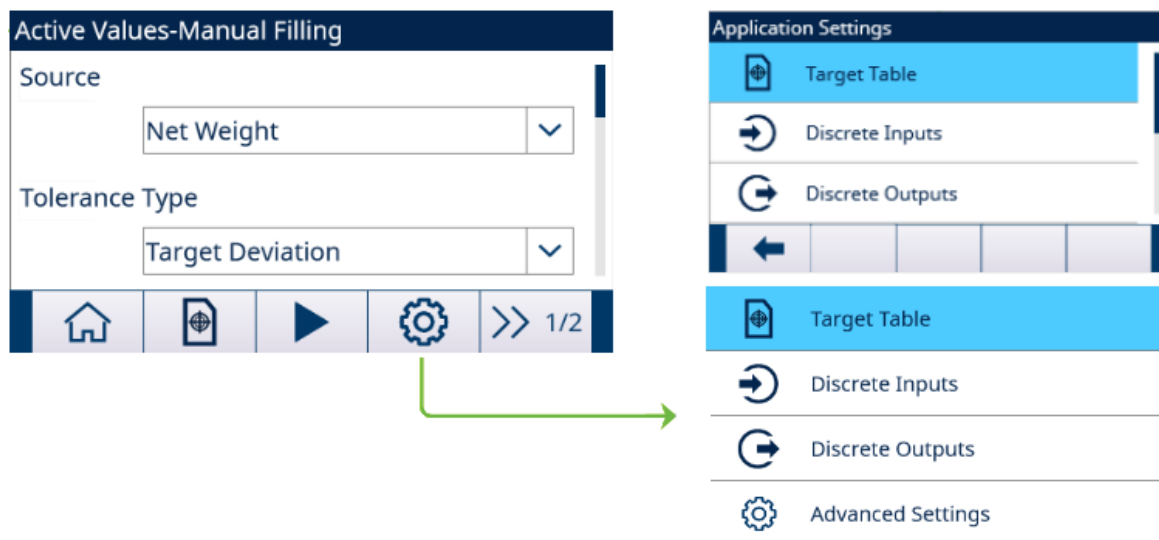 Active Values-Manual Filling
Source
Net Weight
Tolerance Type
Target Deviation
1/2
Application Settings
Target Table
Discrete Inputs
Discrete Outputs
Target Table
Discrete Inputs
Discrete Outputs
Advanced Settings